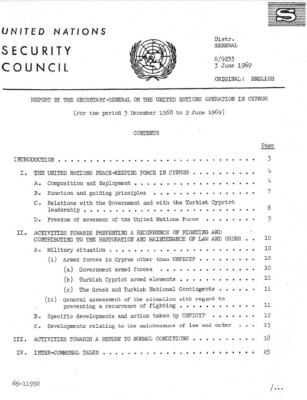 UNITED NATIONS
SECURITY
COUNCIL
S
Distr.
GENERAL
S/9233
3 June 1969
ORIGINAL: ENGLISH
REPORT BY THE SECRETARY-GENERAL ON THE UNITED NATIONS OPERATION IN CYPRUS
(For the period 3 December 1968 to 2 June 1969)
CONTENTS
Page
INTRODUCTION . . . . . . . . . . . . . . . . . . . . 3
I. THE UNITED NATIONS PEACE-KEEPING FORCE IN CYPRUS . . . . . . . . 4
A. Composition and deployment . . . . . . . . . . . . . . 4
B. Function and guiding principles . . . . . . . . . . . . . 7
C. Relations with the Government and with the Turkish Cypriot
leadership . . . . . . . . . . . . . . . . . . . . 8
D. Freedom of movement of the United Nations Force . . . . . . . 9
II. ACTIVITIES TOWARDS PREVENTING A RECURRENCE OF FIGHTING AND
CONTRIBUTING TO THE RESTORATION AND MAINTENANCE OF LAW AND ORDER . . 10
A. Military situation . . . . . . . . . . . . . . . . . 10
(i) Armed forces in Cyprus other than UNFICYP . . . . . . . 10
(a) Government armed forces . . . . . . . . . . . . 10
(b) Turkish Cypriot armed elements . . . . . . . . . . 10
(c) The Greek and Turkish National Contingents . . . . . 11
(ii) General assessment of the situation with regard to
preventing a recurrence of fighting . . . . . . . . . 11
B. Specific developments and action taken by UNFICYP . . . . . . 12
C. Developments relating to the maintenance of law and order . . . 15
III. ACTIVITIES TOWARDS A RETURN TO NORMAL CONDITIONS . . . . . . . . 18
IV. INTER-COMMUNAL TALKS . . . . . . . . . . . . . . . . . 25
69-11998
/...